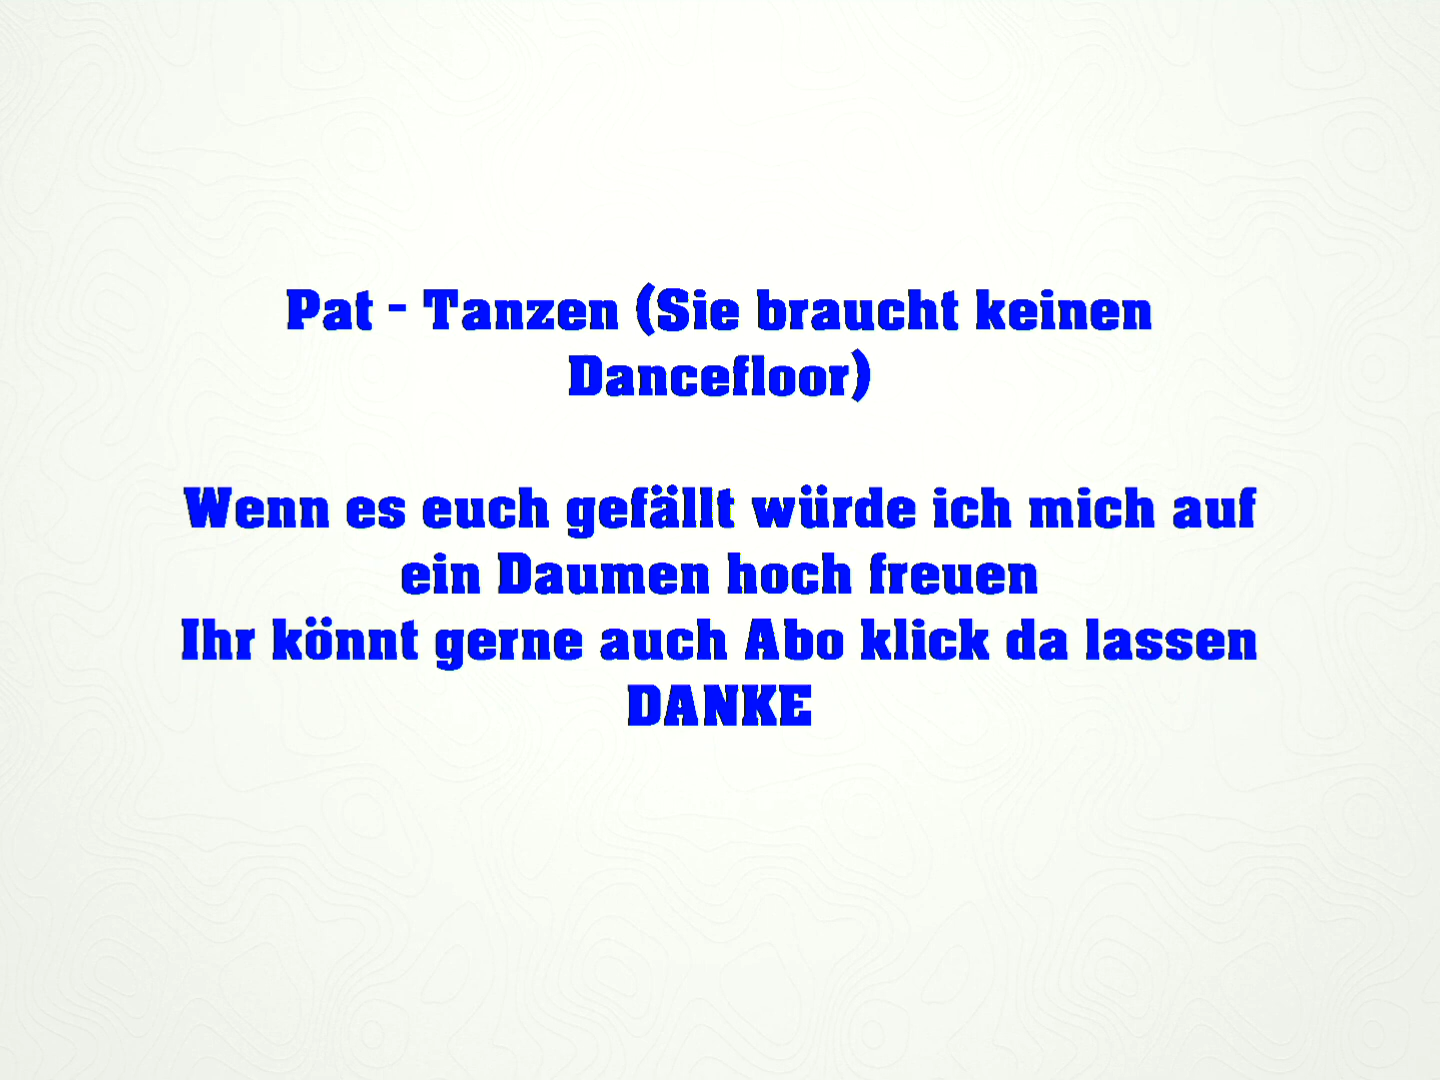 Pat - Tanzen (Sie braucht keinen
Dancefloor)
Wenn es euch gefällt würde ich mich auf
ein Daumen hoch freuen
Ihr könnt gerne auch Abo klick da lassen
DANKE